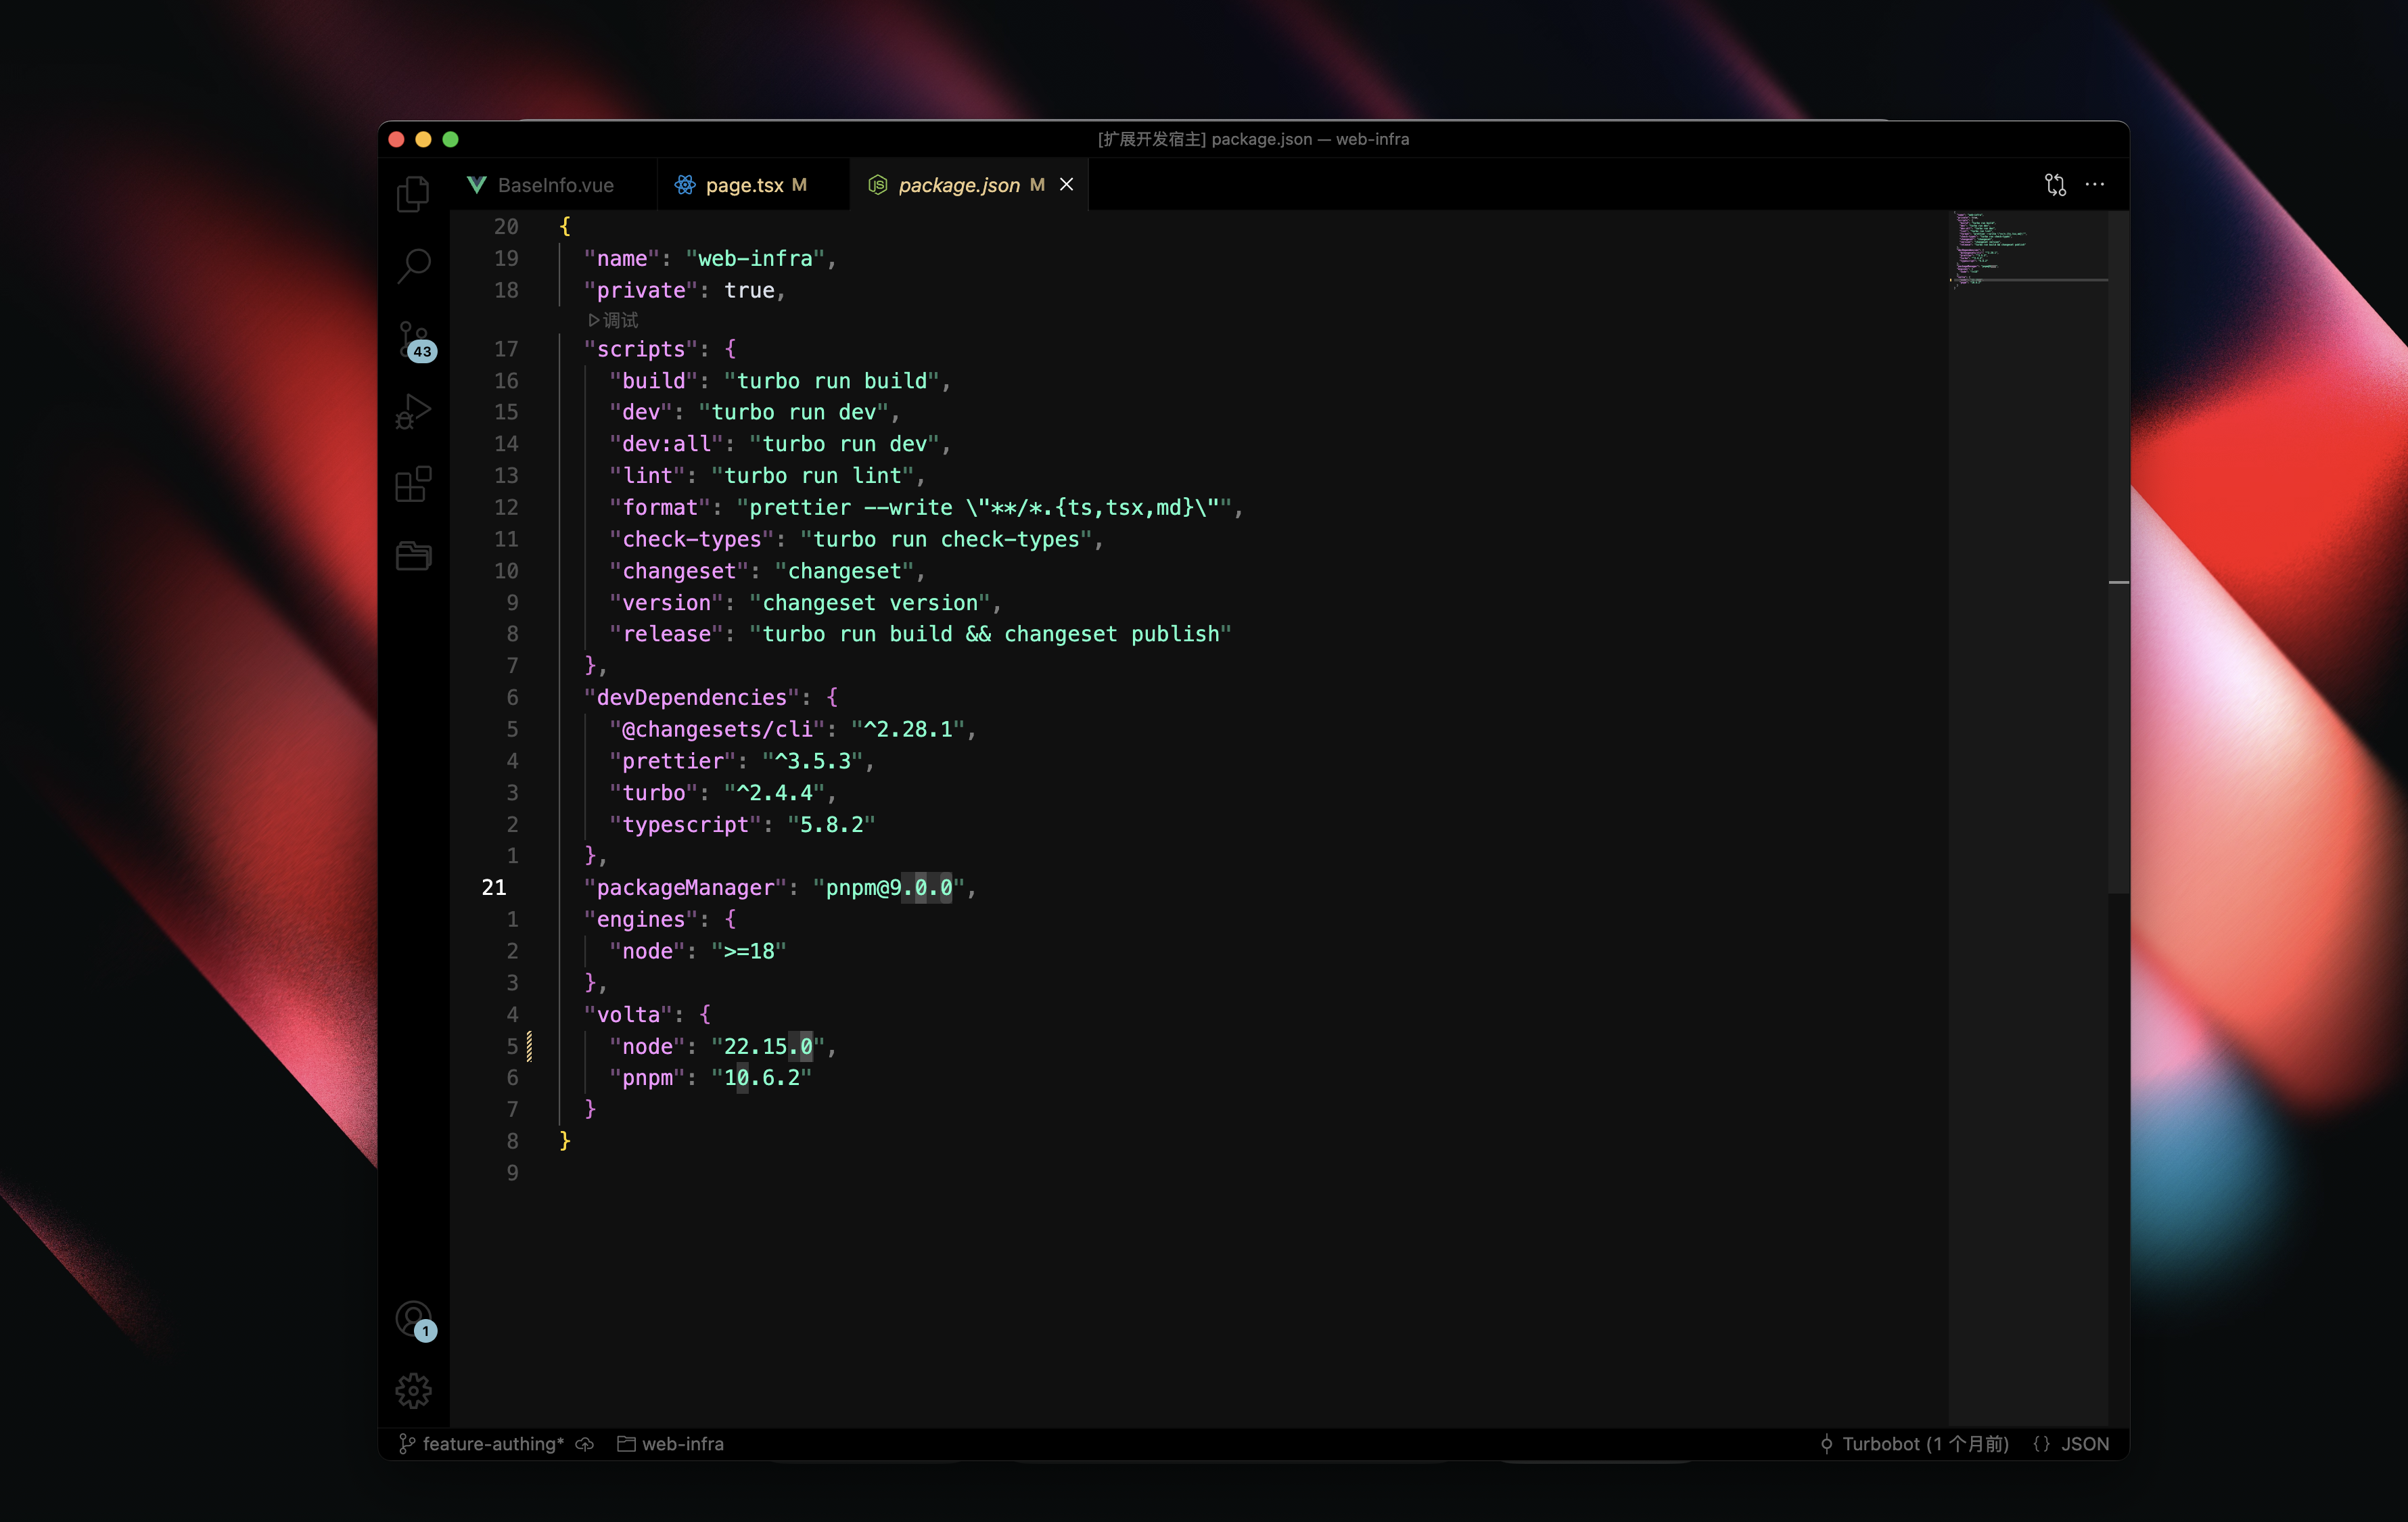 [扩展开发宿主] package.json — web-infra
BaseInfo.vue
page.tsx M
package.json M
20 {
19 "name": "web-infra",
18 "private": true,
调试
17 "scripts": {
16 "build": "turbo run build",
15 "dev": "turbo run dev",
14 "dev:all": "turbo run dev",
13 "lint": "turbo run lint",
12 "format": "prettier --write \"**/*.{ts,tsx,md}\"",
11 "check-types": "turbo run check-types",
10 "changeset": "changeset",
9 "version": "changeset version",
8 "release": "turbo run build && changeset publish"
7 },
6 "devDependencies": {
5 "@changesets/cli": "^2.28.1",
4 "prettier": "^3.5.3",
3 "turbo": "^2.4.4",
2 "typescript": "5.8.2"
1 },
21 "packageManager": "pnpm@9.0.0",
1 "engines": {
2 "node": ">=18"
3 },
4 "volta": {
5 "node": "22.15.0",
6 "pnpm": "10.6.2"
7 }
8 }
9
43
1
feature-authing*
web-infra
Turbobot (1 个月前)
{} JSON